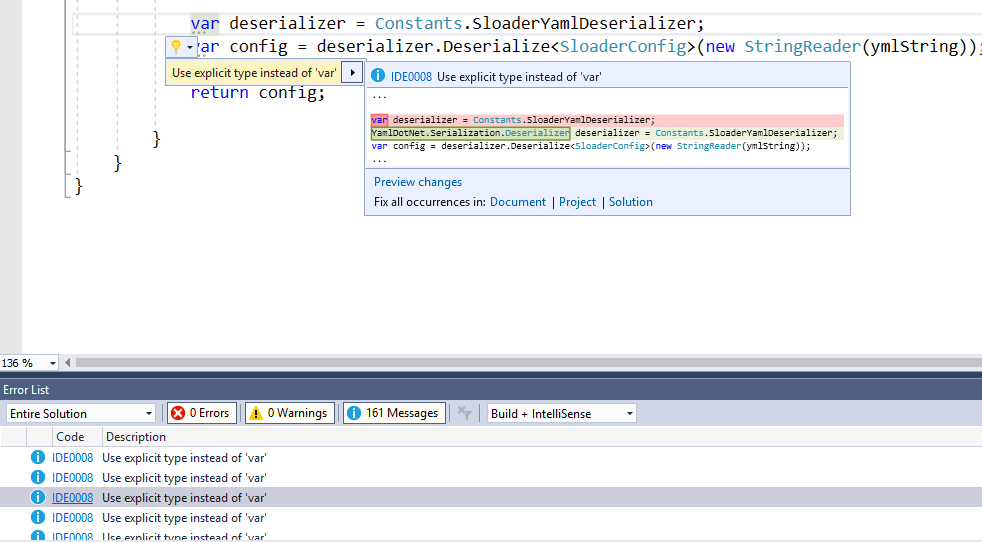 var deserializer = Constants.SloaderYamlDeserializer;
var config = deserializer.Deserialize<SloaderConfig>(new StringReader(ymlString));
Use explicit type instead of 'var'
return config;
}
}
}
IDE0008 Use explicit type instead of 'var'
...
var deserializer = Constants.SloaderYamlDeserializer;
YamlDotNet.Serialization.Deserializer deserializer = Constants.SloaderYamlDeserializer;
var config = deserializer.Deserialize<SloaderConfig>(new StringReader(ymlString));
...
Preview changes
Fix all occurrences in: Document | Project | Solution
136 %
Error List
Entire Solution 0 Errors 0 Warnings 161 Messages Build + IntelliSense
Code Description
IDE0008 Use explicit type instead of 'var'
IDE0008 Use explicit type instead of 'var'
IDE0008 Use explicit type instead of 'var'
IDE0008 Use explicit type instead of 'var'
IDE0008 Use explicit type instead of 'var'